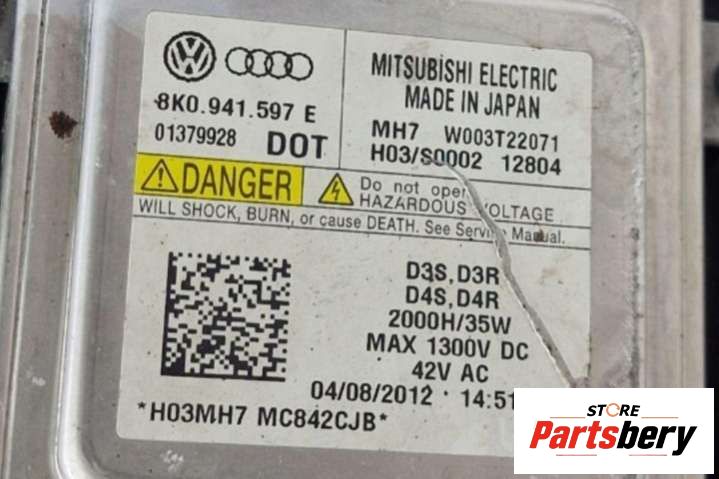 8K0.941.597 E
01379928 DOT
MITSUBISHI ELECTRIC
MADE IN JAPAN
MH7 W003T22071
H03/S0002 12804
DANGER
Do not open
HAZARDOUS VOLTAGE
WILL SHOCK, BURN, or cause DEATH. See Service Manual.
D3S, D3R
D4S, D4R
2000H/35W
MAX 1300V DC
42V AC
04/08/2012 · 14:51
*H03MH7 MC842CJB*
STORE
Partsbery